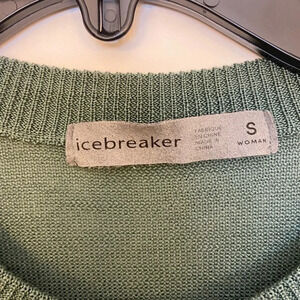 icebreaker
FABRIQUÉ
EN CHINE
MADE IN
CHINA
S
WOMAN